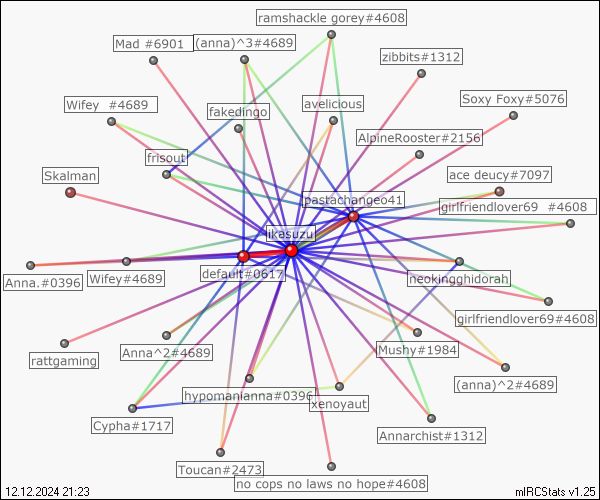 ramshackle gorey#4608
Mad #6901
(anna)^3#4689
zibbits#1312
Soxy Foxy#5076
Wifey  #4689
fakedingo
avelicious
AlpineRooster#2156
frisout
Skalman
ace deucy#7097
pastachangeo41
girlfriendlover69  #4608
ikasuzu
Anna.#0396
Wifey#4689
default#0617
neokingghidorah
girlfriendlover69#4608
rattgaming
Anna^2#4689
Mushy#1984
(anna)^2#4689
hypomanianna#0396
xenoyaut
Cypha#1717
Annarchist#1312
Toucan#2473
no cops no laws no hope#4608
12.12.2024 21:23
mIRCStats v1.25